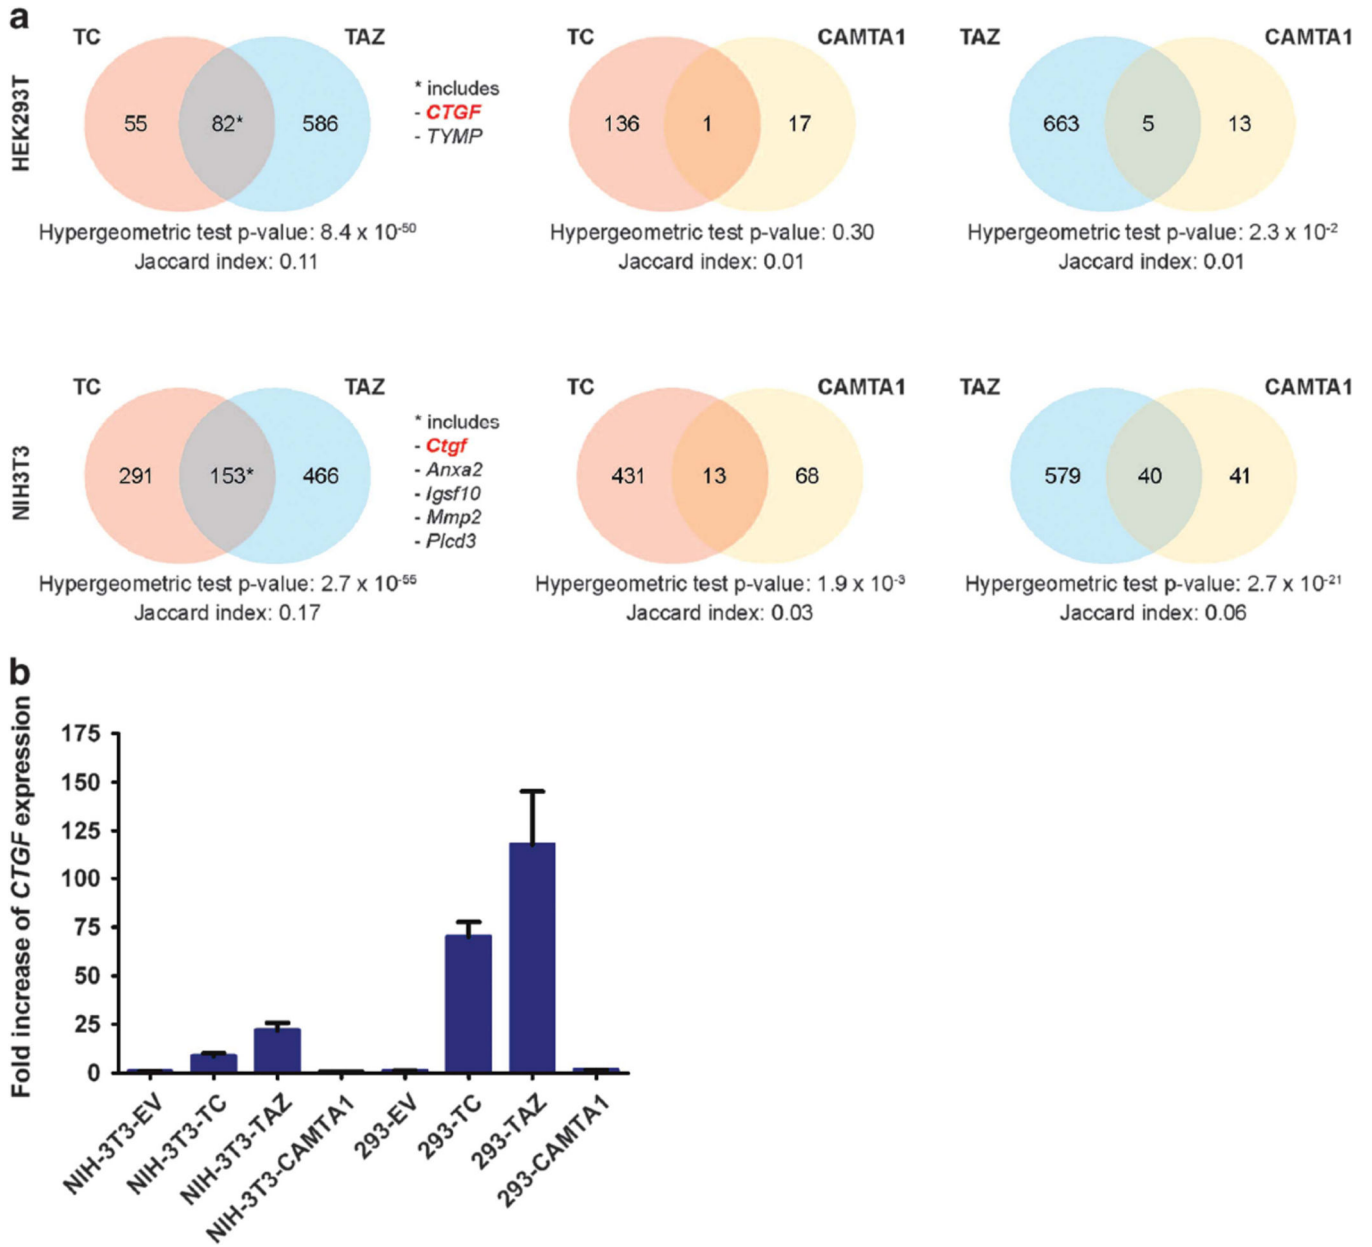 a
HEK293T
TC TAZ
55 82* 586
* includes
- CTGF
- TYMP
Hypergeometric test p-value: 8.4 x 10-50
Jaccard index: 0.11
TC CAMTA1
136 1 17
Hypergeometric test p-value: 0.30
Jaccard index: 0.01
TAZ CAMTA1
663 5 13
Hypergeometric test p-value: 2.3 x 10-2
Jaccard index: 0.01
NIH3T3
TC TAZ
291 153* 466
* includes
- Ctgf
- Anxa2
- Igsf10
- Mmp2
- Plcd3
Hypergeometric test p-value: 2.7 x 10-55
Jaccard index: 0.17
TC CAMTA1
431 13 68
Hypergeometric test p-value: 1.9 x 10-3
Jaccard index: 0.03
TAZ CAMTA1
579 40 41
Hypergeometric test p-value: 2.7 x 10-21
Jaccard index: 0.06
b
Fold increase of CTGF expression
175
150
125
100
75
50
25
0
NIH-3T3-EV
NIH-3T3-TC
NIH-3T3-TAZ
NIH-3T3-CAMTA1
293-EV
293-TC
293-TAZ
293-CAMTA1